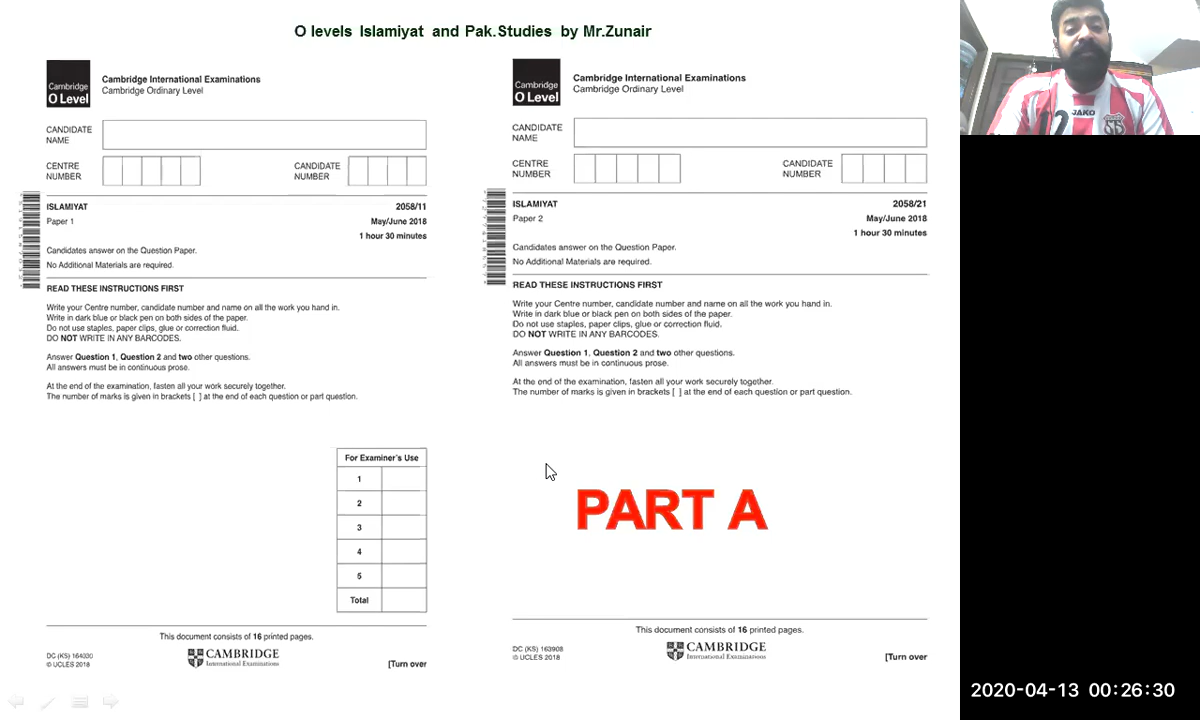 O levels Islamiyat and Pak.Studies by Mr.Zunair
Cambridge
O Level
Cambridge International Examinations
Cambridge Ordinary Level
CANDIDATE
NAME
CENTRE
NUMBER
CANDIDATE
NUMBER
ISLAMIYAT 2058/11
Paper 1 May/June 2018
1 hour 30 minutes
Candidates answer on the Question Paper.
No Additional Materials are required.
READ THESE INSTRUCTIONS FIRST
Write your Centre number, candidate number and name on all the work you hand in.
Write in dark blue or black pen on both sides of the paper.
Do not use staples, paper clips, glue or correction fluid.
DO NOT WRITE IN ANY BARCODES.
Answer Question 1, Question 2 and two other questions.
All answers must be in continuous prose.
At the end of the examination, fasten all your work securely together.
The number of marks is given in brackets [ ] at the end of each question or part question.
For Examiner's Use
1
2
3
4
5
Total
This document consists of 16 printed pages.
DC (KS) 164030
© UCLES 2018
CAMBRIDGE
International Examinations
[Turn over
Cambridge
O Level
Cambridge International Examinations
Cambridge Ordinary Level
CANDIDATE
NAME
CENTRE
NUMBER
CANDIDATE
NUMBER
ISLAMIYAT 2058/21
Paper 2 May/June 2018
1 hour 30 minutes
Candidates answer on the Question Paper.
No Additional Materials are required.
READ THESE INSTRUCTIONS FIRST
Write your Centre number, candidate number and name on all the work you hand in.
Write in dark blue or black pen on both sides of the paper.
Do not use staples, paper clips, glue or correction fluid.
DO NOT WRITE IN ANY BARCODES.
Answer Question 1, Question 2 and two other questions.
All answers must be in continuous prose.
At the end of the examination, fasten all your work securely together.
The number of marks is given in brackets [ ] at the end of each question or part question.
PART A
This document consists of 16 printed pages.
DC (KS) 163908
© UCLES 2018
CAMBRIDGE
International Examinations
[Turn over
JAKO
12
2020-04-13 00:26:30